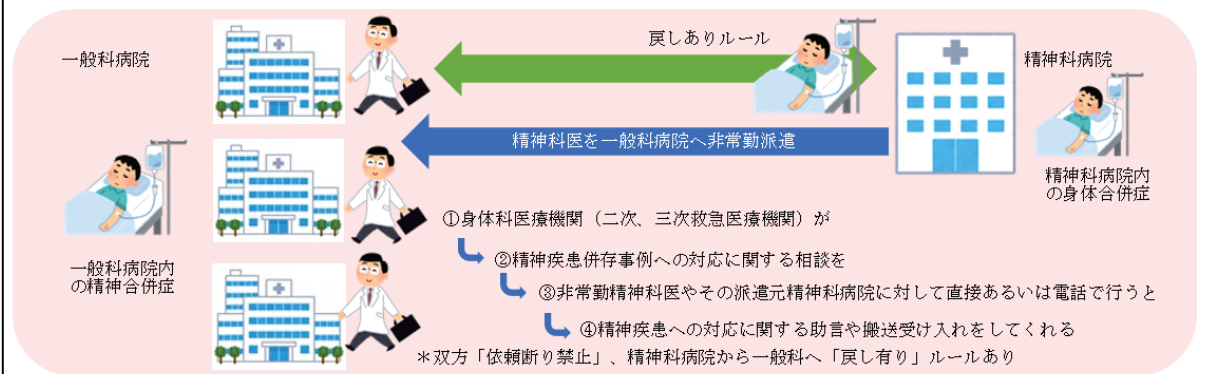 戻しありルール
一般科病院
精神科病院
精神科医を一般科病院へ非常勤派遣
精神科病院内
の身体合併症
①身体科医療機関（二次、三次救急医療機関）が
②精神疾患併存事例への対応に関する相談を
一般科病院内
の精神合併症
③非常勤精神科医やその派遣元精神科病院に対して直接あるいは電話で行うと
④精神疾患への対応に関する助言や搬送受け入れをしてくれる
＊双方「依頼断り禁止」、精神科病院から一般科へ「戻し有り」ルールあり